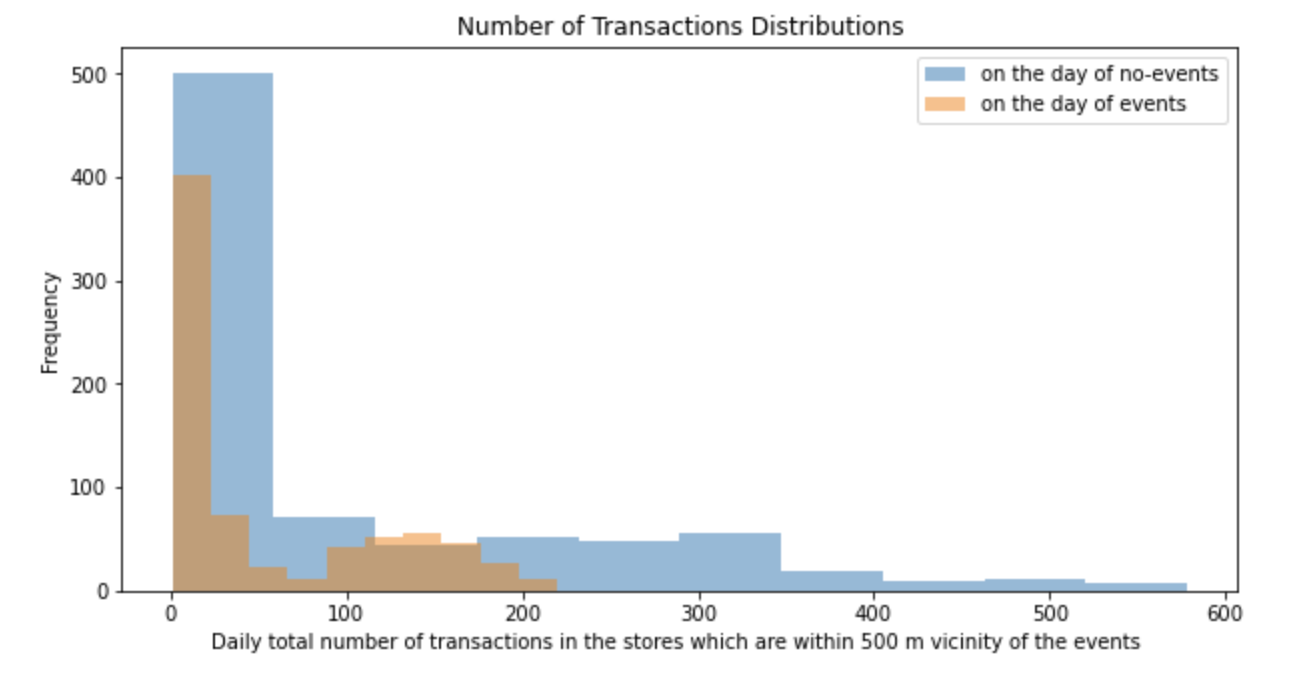 Number of Transactions Distributions
on the day of no-events
on the day of events
500
400
300
200
100
0
Frequency
0 100 200 300 400 500 600
Daily total number of transactions in the stores which are within 500 m vicinity of the events